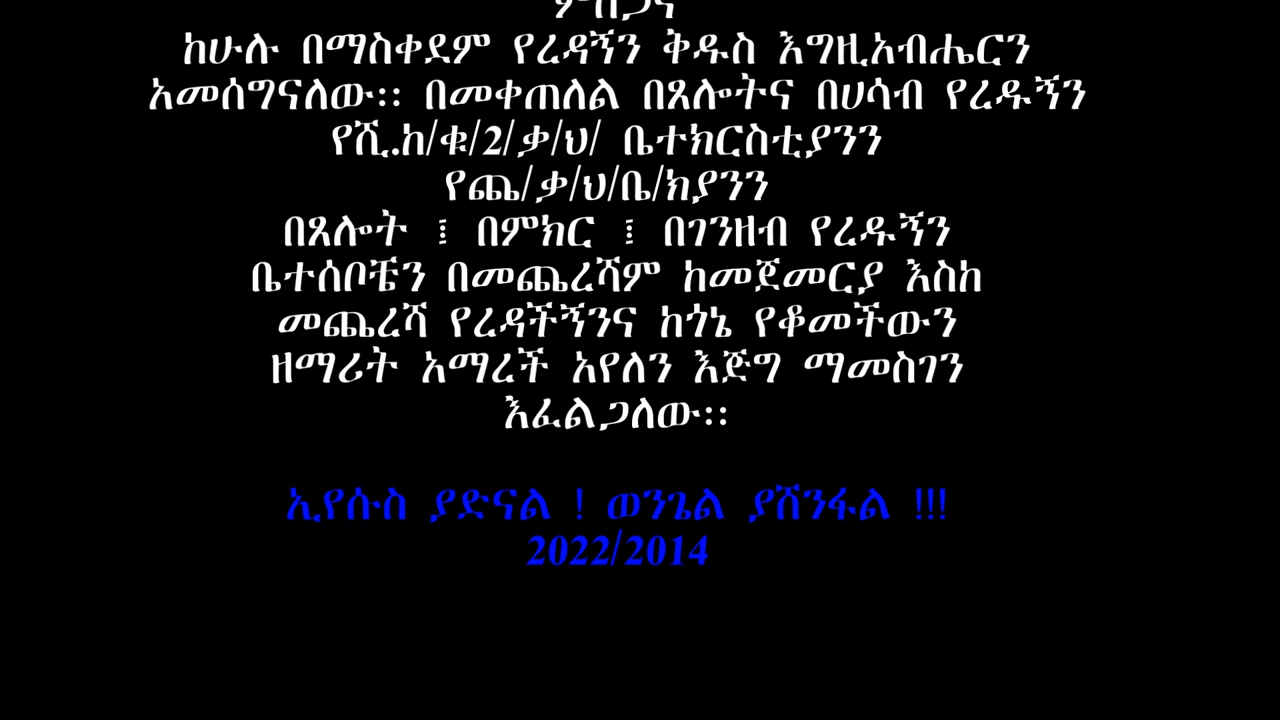 ምስጋና
ከሁሉ በማስቀደም የረዳኝን ቅዱስ እግዚአብሔርን
አመሰግናለው፡፡ በመቀጠለል በጸሎትና በሀሳብ የረዱኝን
የሺ.ከ/ቁ/2/ቃ/ህ/ ቤተክርስቲያንን
የጨ/ቃ/ህ/ቤ/ክያንን
በጸሎት ፤ በምክር ፤ በገንዘብ የረዱኝን
ቤተሰቦቼን በመጨረሻም ከመጀመርያ እስከ
መጨረሻ የረዳችኝንና ከጎኔ የቆመችውን
ዘማሪት አማረች አየለን እጅግ ማመስገን
እፈልጋለው፡፡
ኢየሱስ ያድናል ! ወንጌል ያሸንፋል !!!
2022/2014